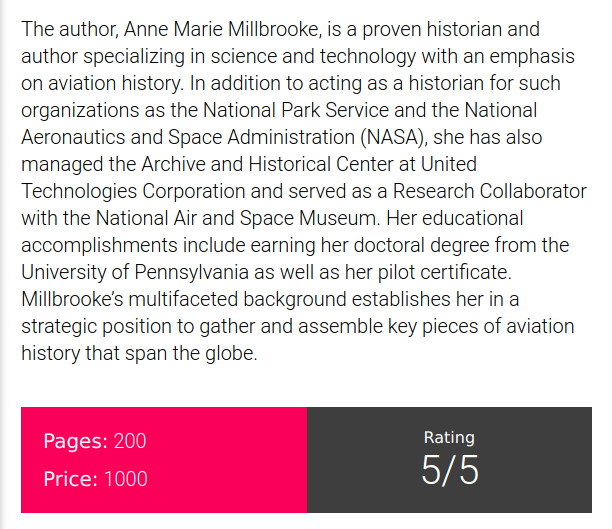 The author, Anne Marie Millbrooke, is a proven historian and
author specializing in science and technology with an emphasis
on aviation history. In addition to acting as a historian for such
organizations as the National Park Service and the National
Aeronautics and Space Administration (NASA), she has also
managed the Archive and Historical Center at United
Technologies Corporation and served as a Research Collaborator
with the National Air and Space Museum. Her educational
accomplishments include earning her doctoral degree from the
University of Pennsylvania as well as her pilot certificate.
Millbrooke’s multifaceted background establishes her in a
strategic position to gather and assemble key pieces of aviation
history that span the globe.
Pages: 200
Price: 1000
Rating
5/5